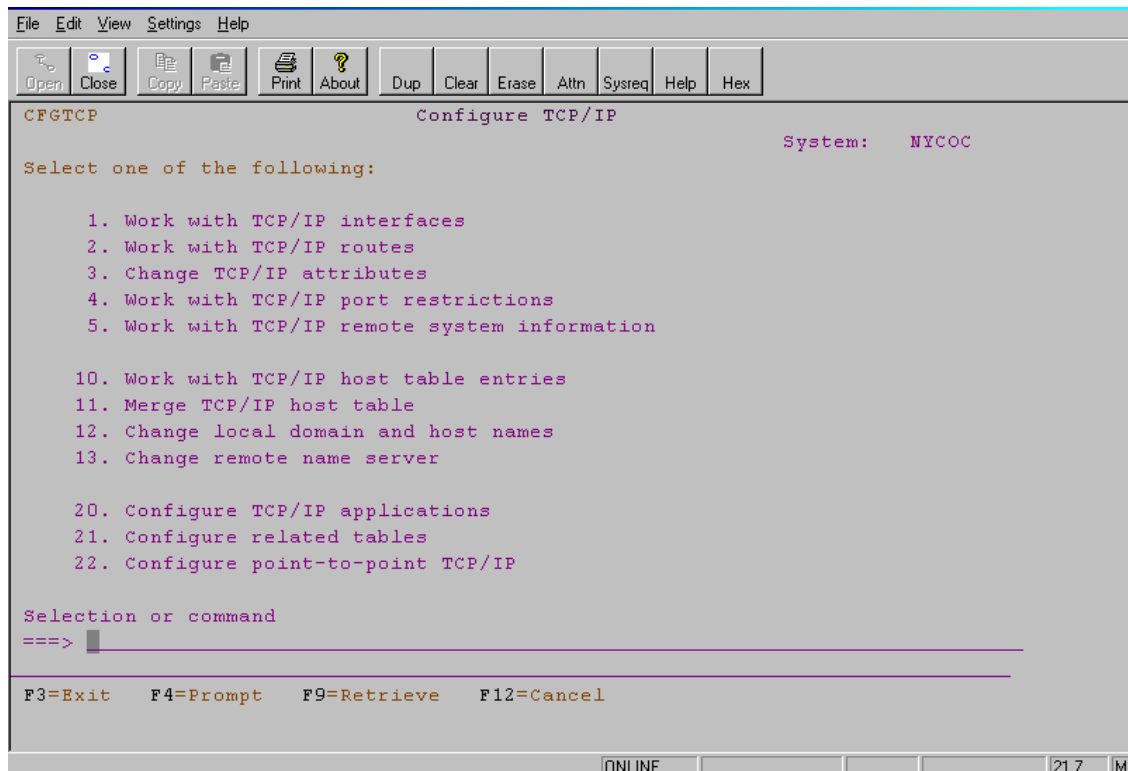 File Edit View Settings Help
Open Close Copy Paste Print About Dup Clear Erase Attn Sysreq Help Hex
CFGTCP Configure TCP/IP
System: NYCOC
Select one of the following:
1. Work with TCP/IP interfaces
2. Work with TCP/IP routes
3. Change TCP/IP attributes
4. Work with TCP/IP port restrictions
5. Work with TCP/IP remote system information
10. Work with TCP/IP host table entries
11. Merge TCP/IP host table
12. Change local domain and host names
13. Change remote name server
20. Configure TCP/IP applications
21. Configure related tables
22. Configure point-to-point TCP/IP
Selection or command
===>
F3=Exit F4=Prompt F9=Retrieve F12=Cancel
ONLINE 21,7 M